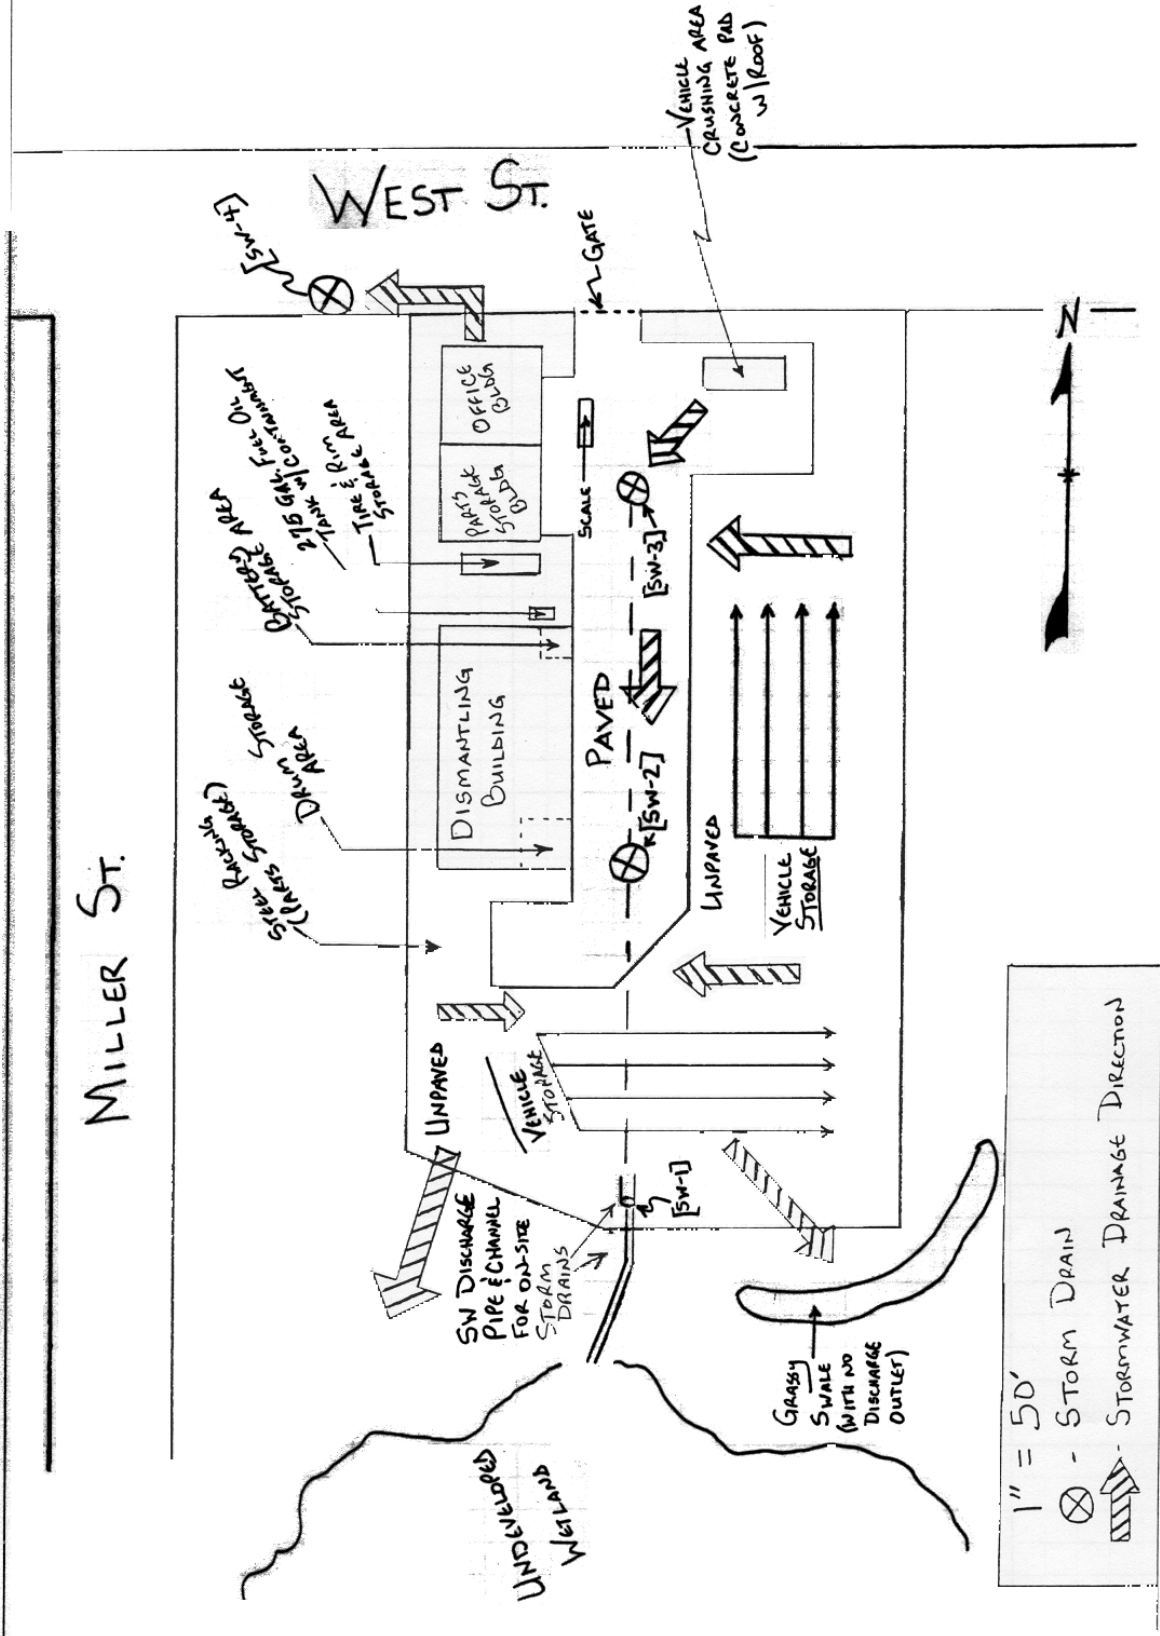 MILLER ST.
WEST ST.
[SW-4]
STEEL RACKING
(PARTS STORAGE)
DRUM STORAGE
AREA
BATTERY AREA
STORAGE AREA
275 GAL. FUEL OIL
TANK W/CONTAINMENT
TIRE & RIM
STORAGE AREA
DISMANTLING
BUILDING
PARTS
STORAGE
BLDG
OFFICE
BLDG
SCALE
GATE
VEHICLE
CRUSHING AREA
(CONCRETE PAD
W/ROOF)
PAVED
[SW-3]
[SW-2]
UNPAVED
VEHICLE
STORAGE
UNPAVED
VEHICLE
STORAGE
[SW-1]
SW DISCHARGE
PIPE & CHANNEL
FOR ON-SITE
STORM
DRAINS
UNDEVELOPED
WETLAND
GRASSY
SWALE
(WITH NO
DISCHARGE
OUTLET)
N
1" = 50'
- STORM DRAIN
- STORMWATER DRAINAGE DIRECTION